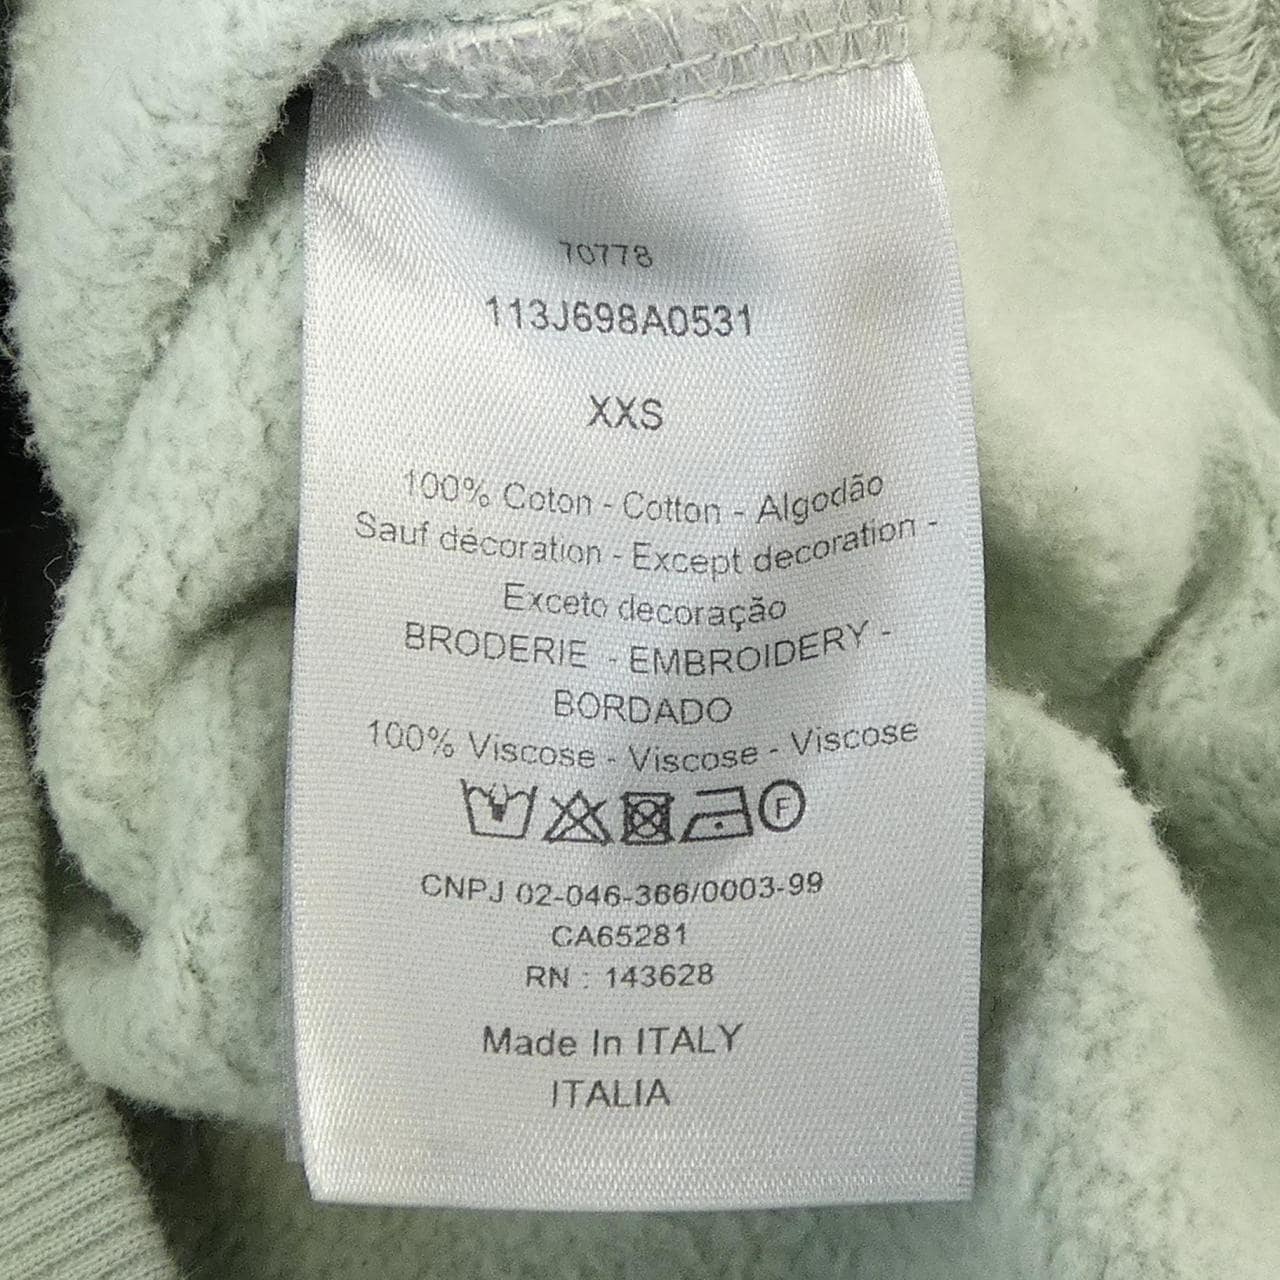 70778
113J698A0531
XXS
100% Coton - Cotton - Algodão
Sauf décoration - Except decoration -
Exceto decoração
BRODERIE - EMBROIDERY -
BORDADO
100% Viscose - Viscose - Viscose
F
CNPJ 02-046-366/0003-99
CA65281
RN : 143628
Made In ITALY
ITALIA